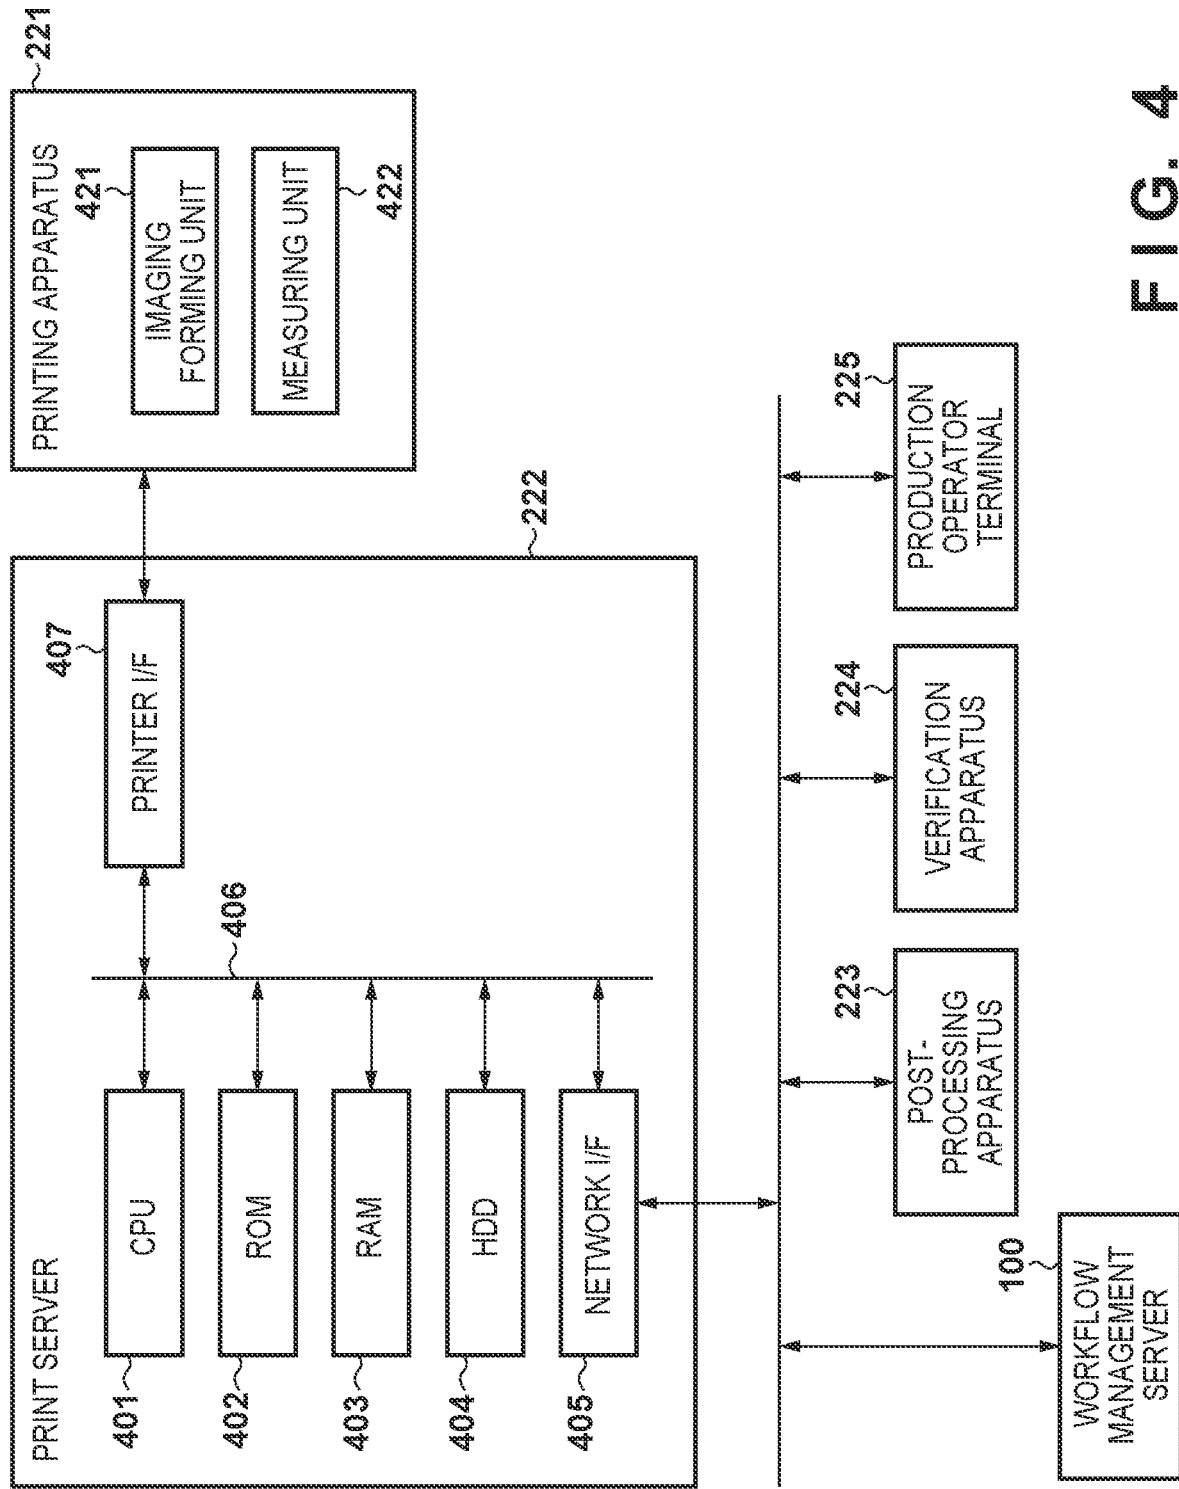 PRINT SERVER
222
401
CPU
402
ROM
403
RAM
404
HDD
405
NETWORK I/F
406
407
PRINTER I/F
PRINTING APPARATUS
221
421
IMAGING
FORMING UNIT
MEASURING UNIT
422
100
WORKFLOW
MANAGEMENT
SERVER
223
POST-
PROCESSING
APPARATUS
224
VERIFICATION
APPARATUS
225
PRODUCTION
OPERATOR
TERMINAL
FIG. 4